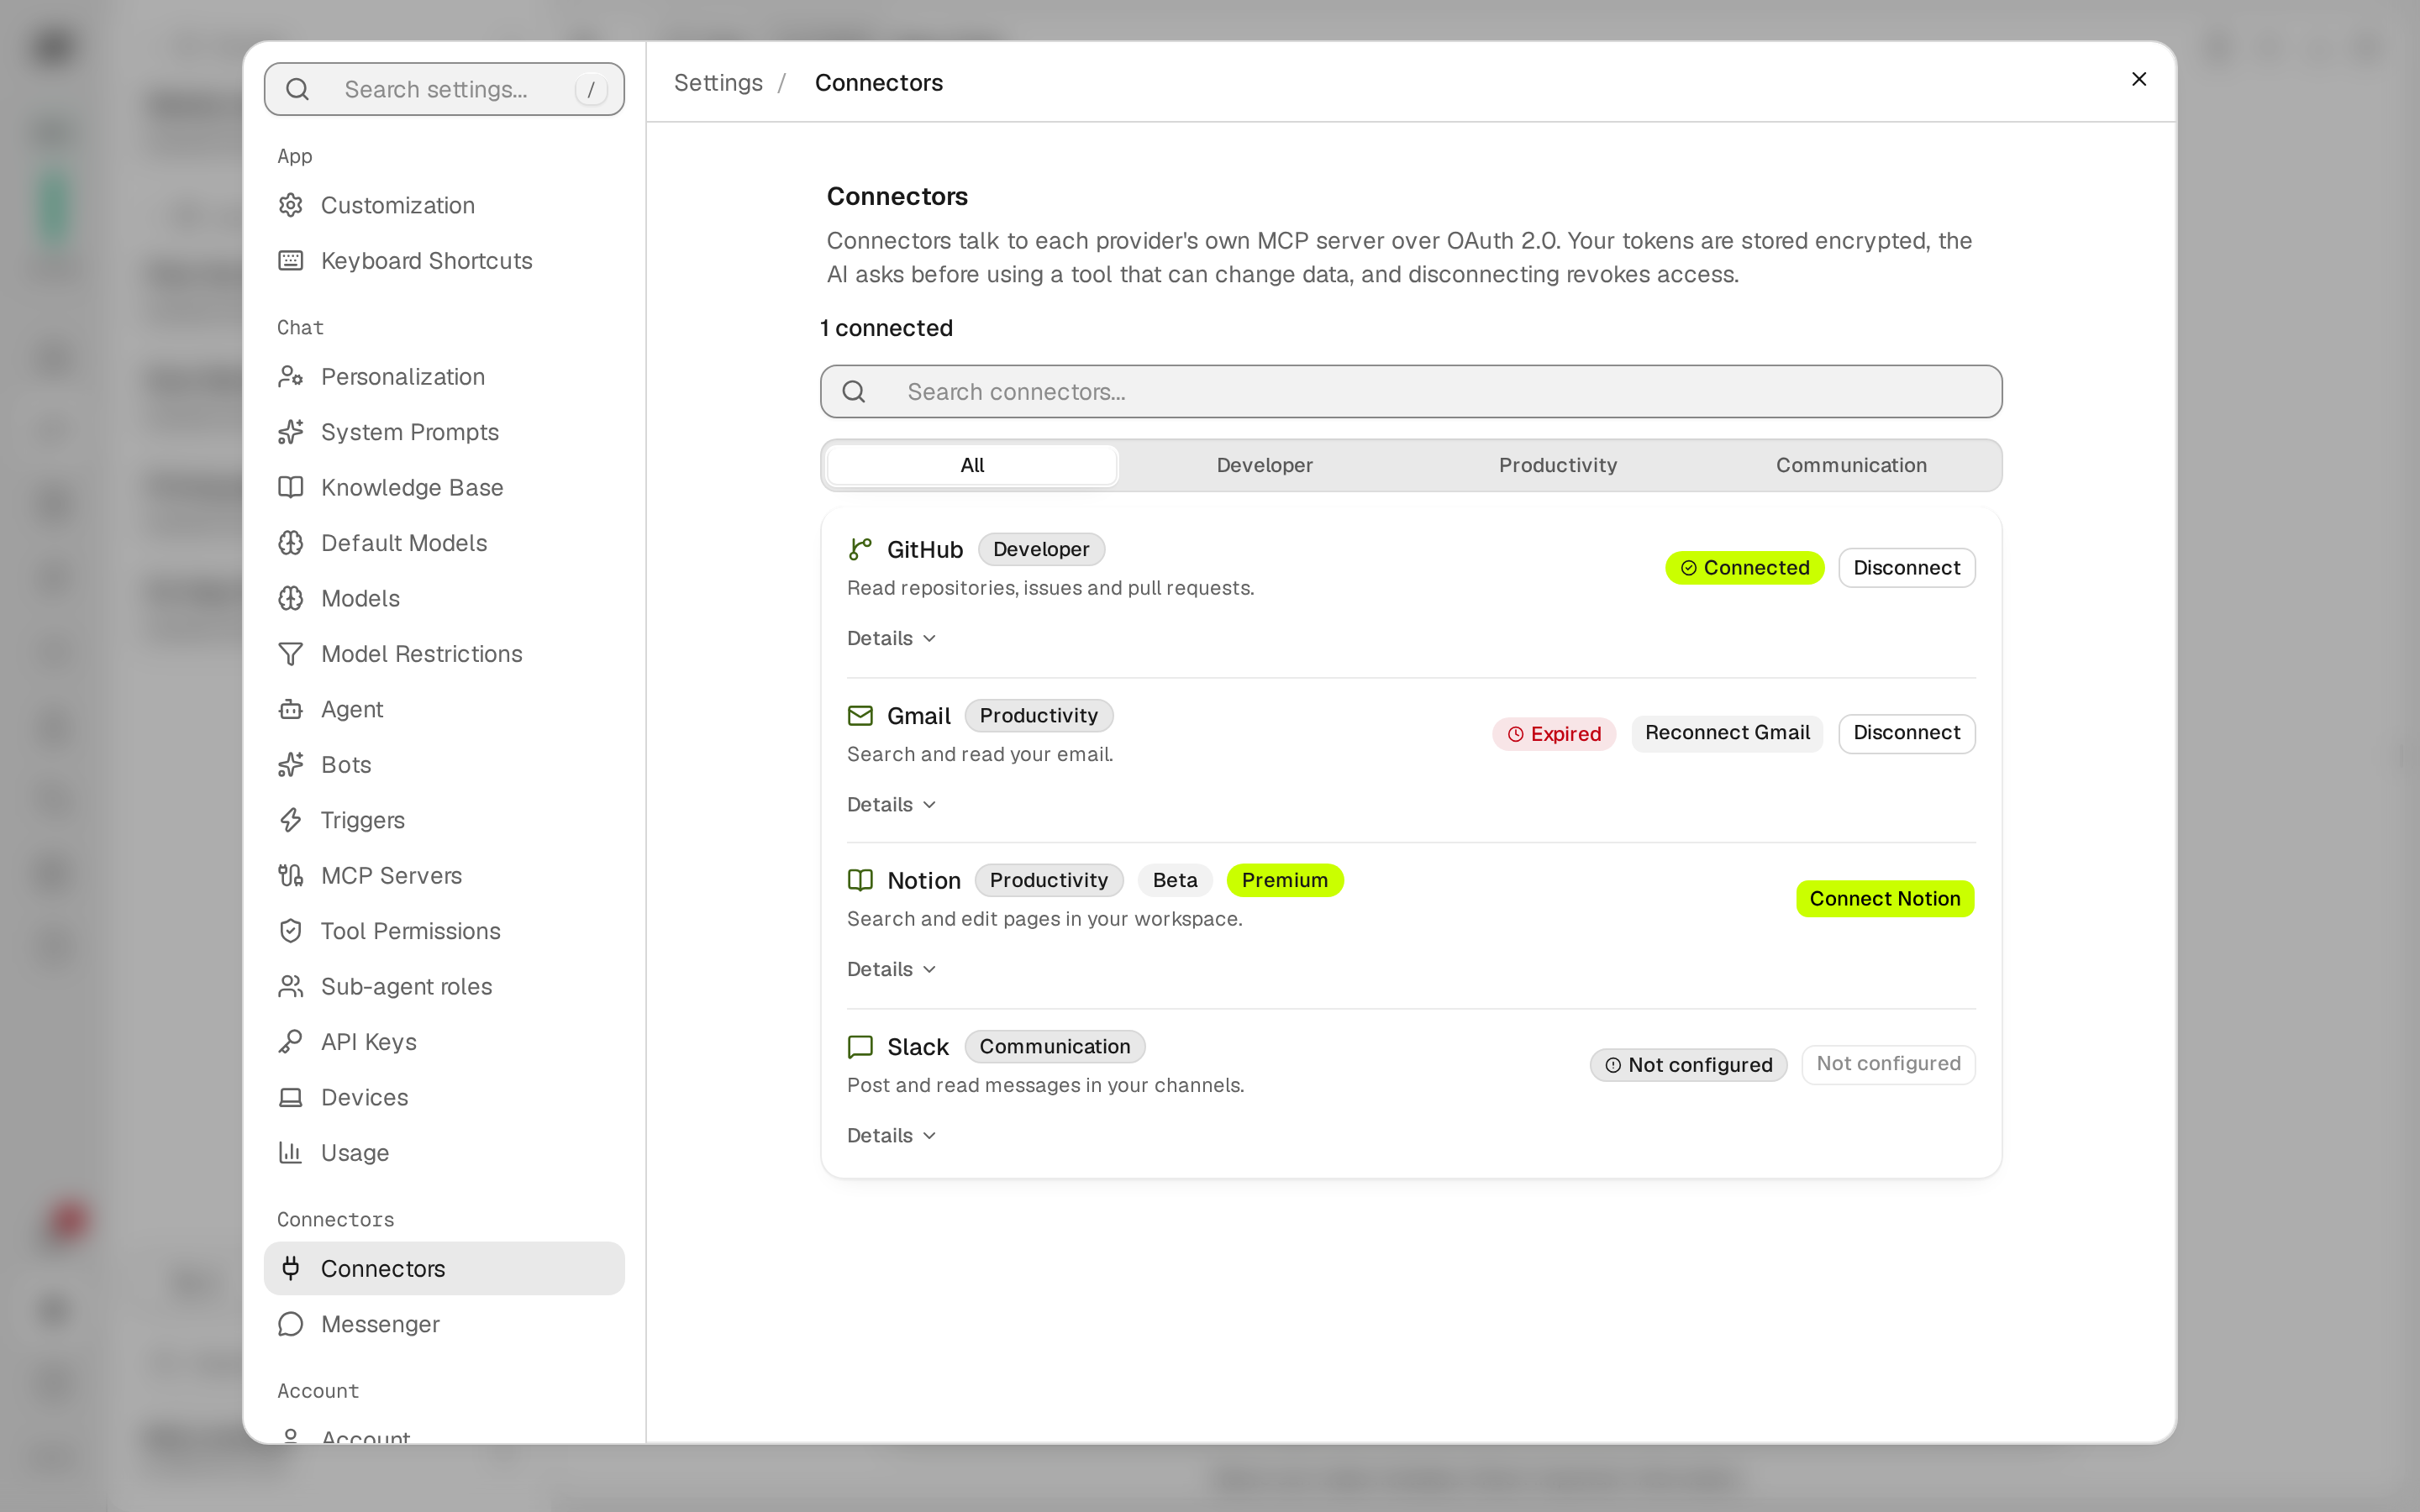 Search settings...
/
App
Customization
Keyboard Shortcuts
Chat
Personalization
System Prompts
Knowledge Base
Default Models
Models
Model Restrictions
Agent
Bots
Triggers
MCP Servers
Tool Permissions
Sub-agent roles
API Keys
Devices
Usage
Connectors
Connectors
Messenger
Account
Account
Settings / Connectors
Connectors
Connectors talk to each provider's own MCP server over OAuth 2.0. Your tokens are stored encrypted, the
AI asks before using a tool that can change data, and disconnecting revokes access.
1 connected
Search connectors...
All Developer Productivity Communication
GitHub Developer
Connected Disconnect
Read repositories, issues and pull requests.
Details
Gmail Productivity
Expired Reconnect Gmail Disconnect
Search and read your email.
Details
Notion Productivity Beta Premium
Connect Notion
Search and edit pages in your workspace.
Details
Slack Communication
Not configured Not configured
Post and read messages in your channels.
Details